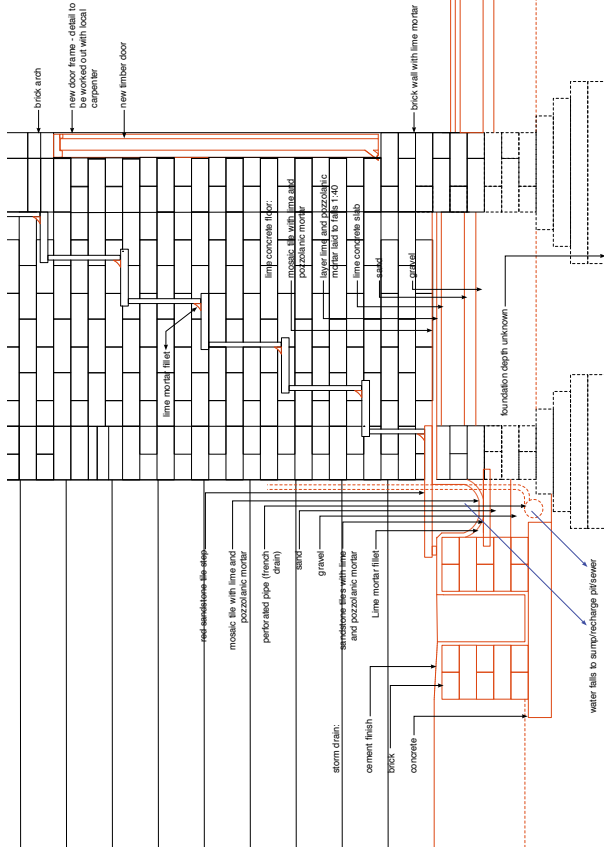 brick arch
new door frame - detail to
be worked out with local
carpenter
new timber door
brick wall with lime mortar
lime concrete floor:
mosaic tile with lime and
pozzolanic mortar
layer lime and pozzolanic
mortar laid to falls 1:40
lime concrete slab
sand
gravel
lime mortar fillet
foundation depth unknown
red sandstone tile step
mosaic tile with lime and
pozzolanic mortar
perforated pipe (french
drain)
sand
gravel
sandstone tiles with lime
and pozzolanic mortar
Lime mortar fillet
storm drain:
cement finish
brick
concrete
water falls to sump/recharge pit/sewer